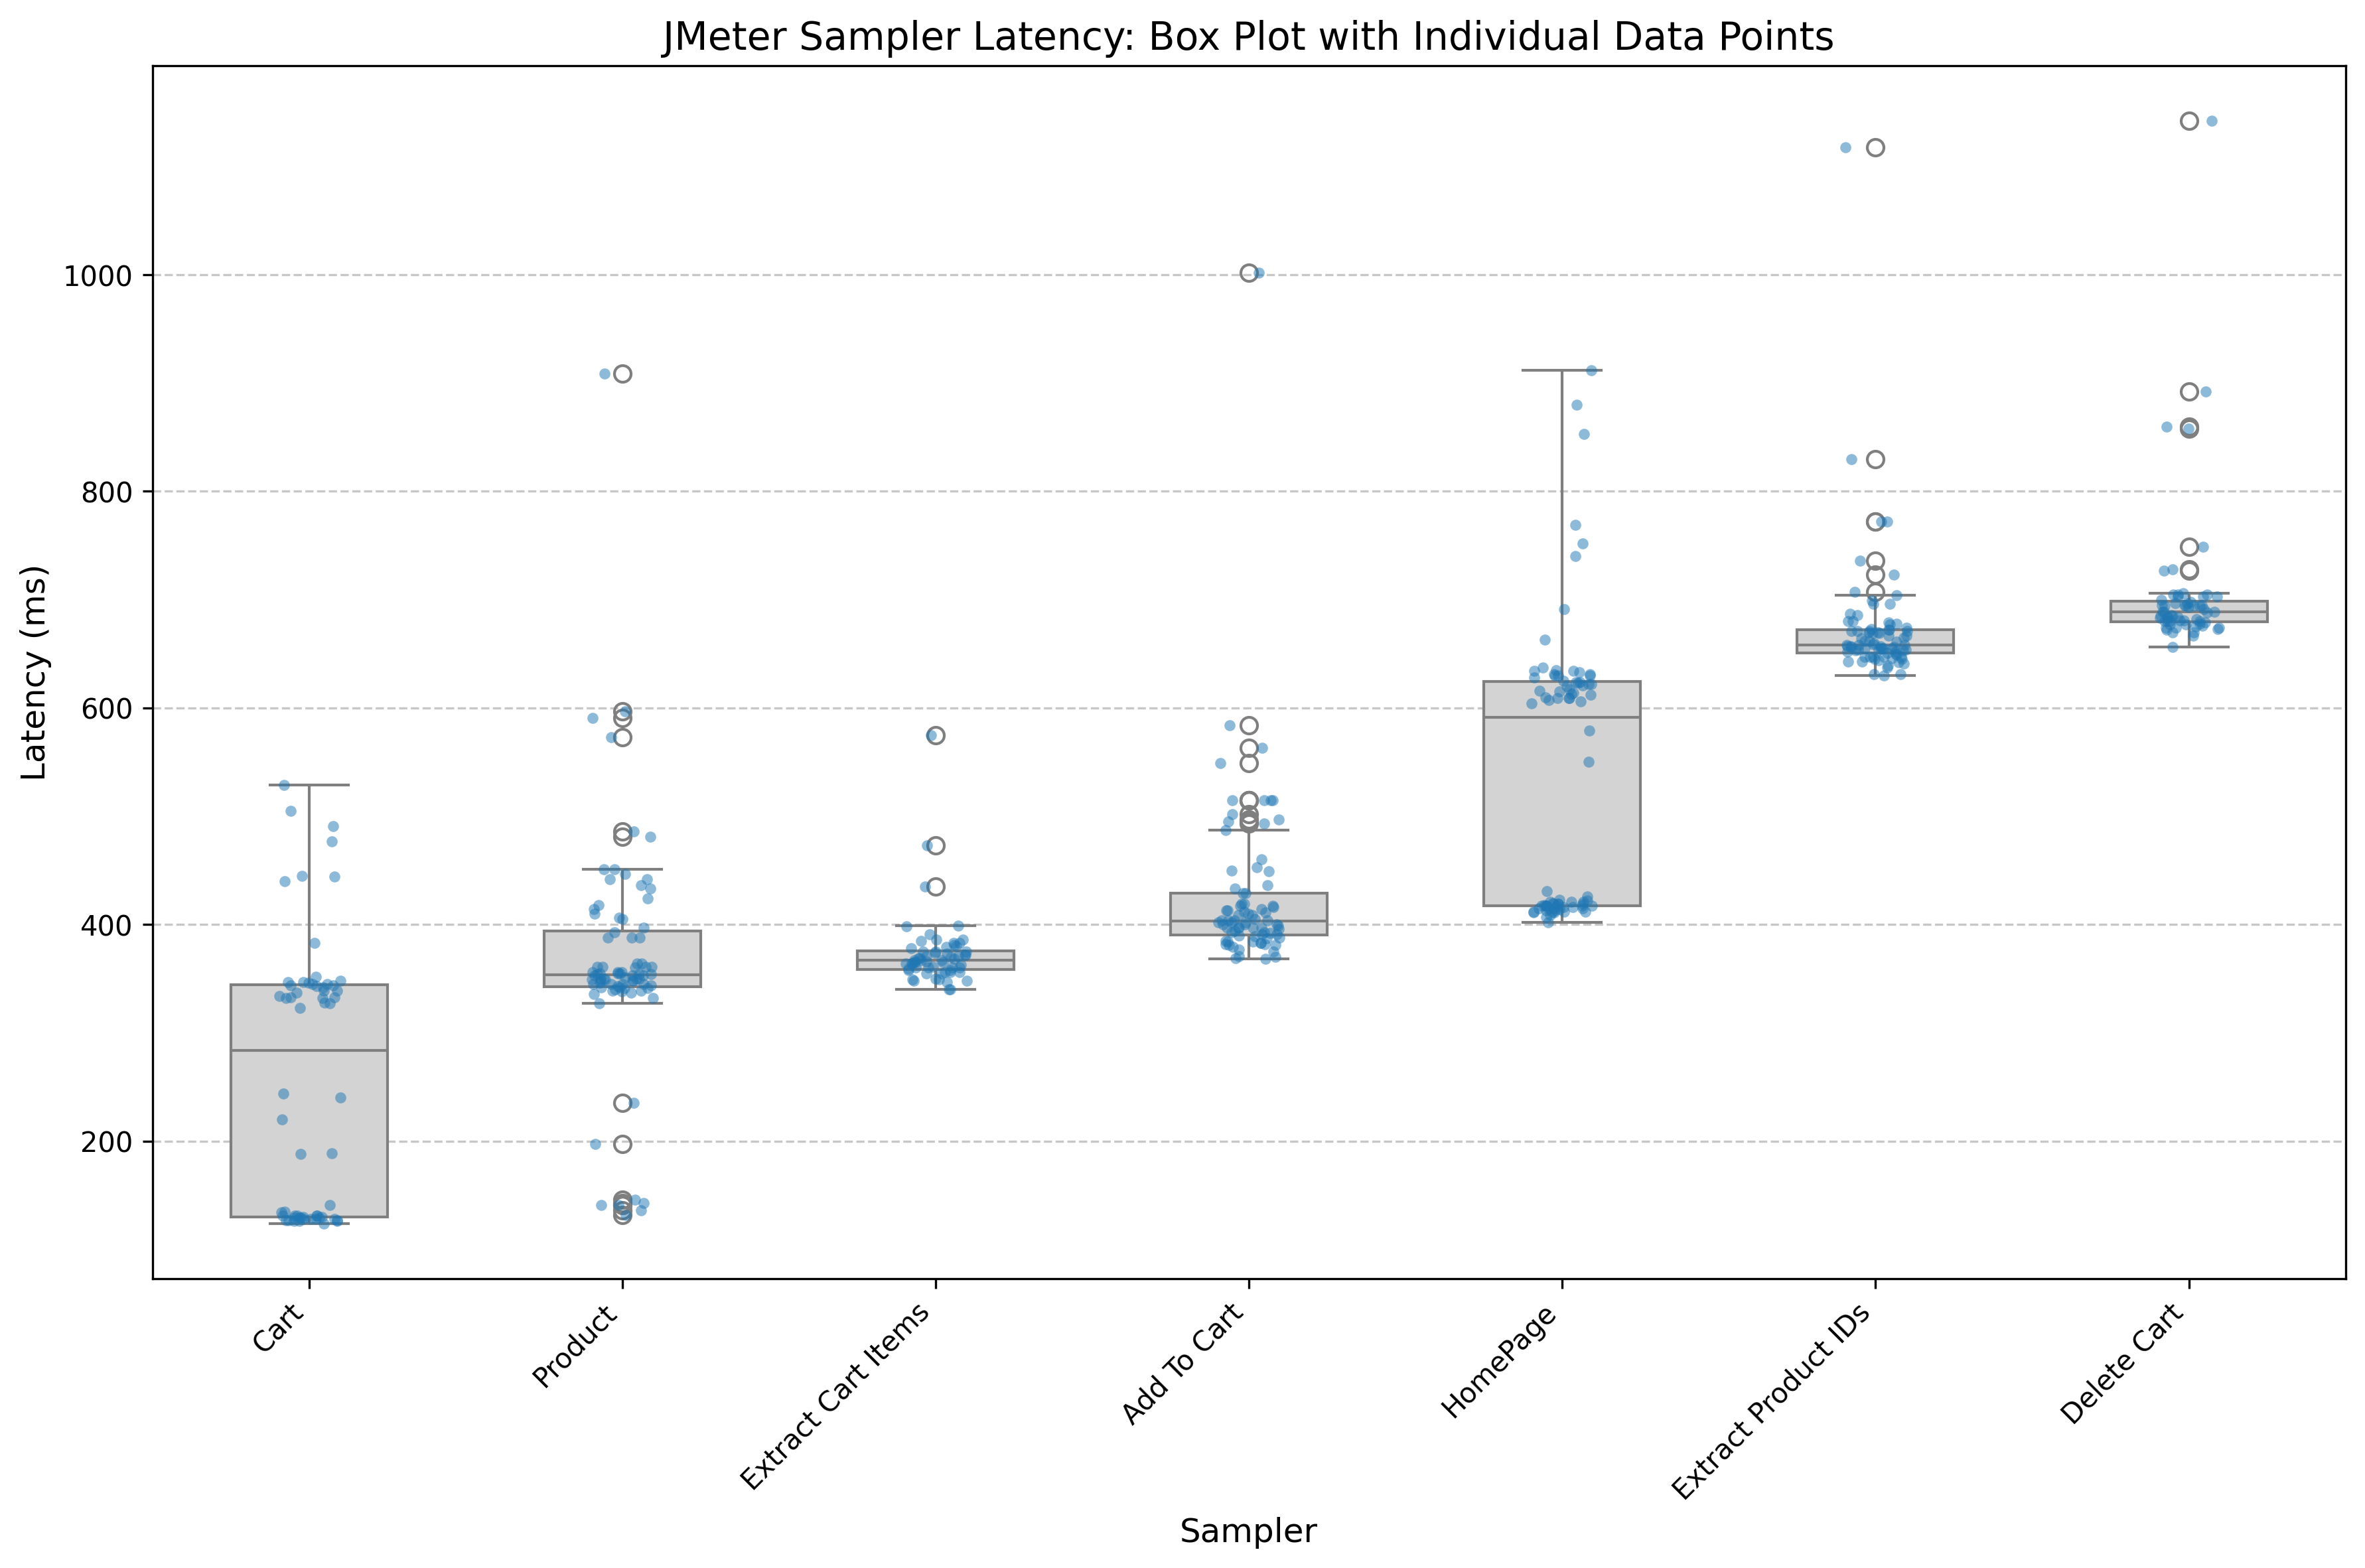 JMeter Sampler Latency: Box Plot with Individual Data Points
Latency (ms)
1000
800
600
400
200
Cart
Product
Extract Cart Items
Add To Cart
HomePage
Extract Product IDs
Delete Cart
Sampler